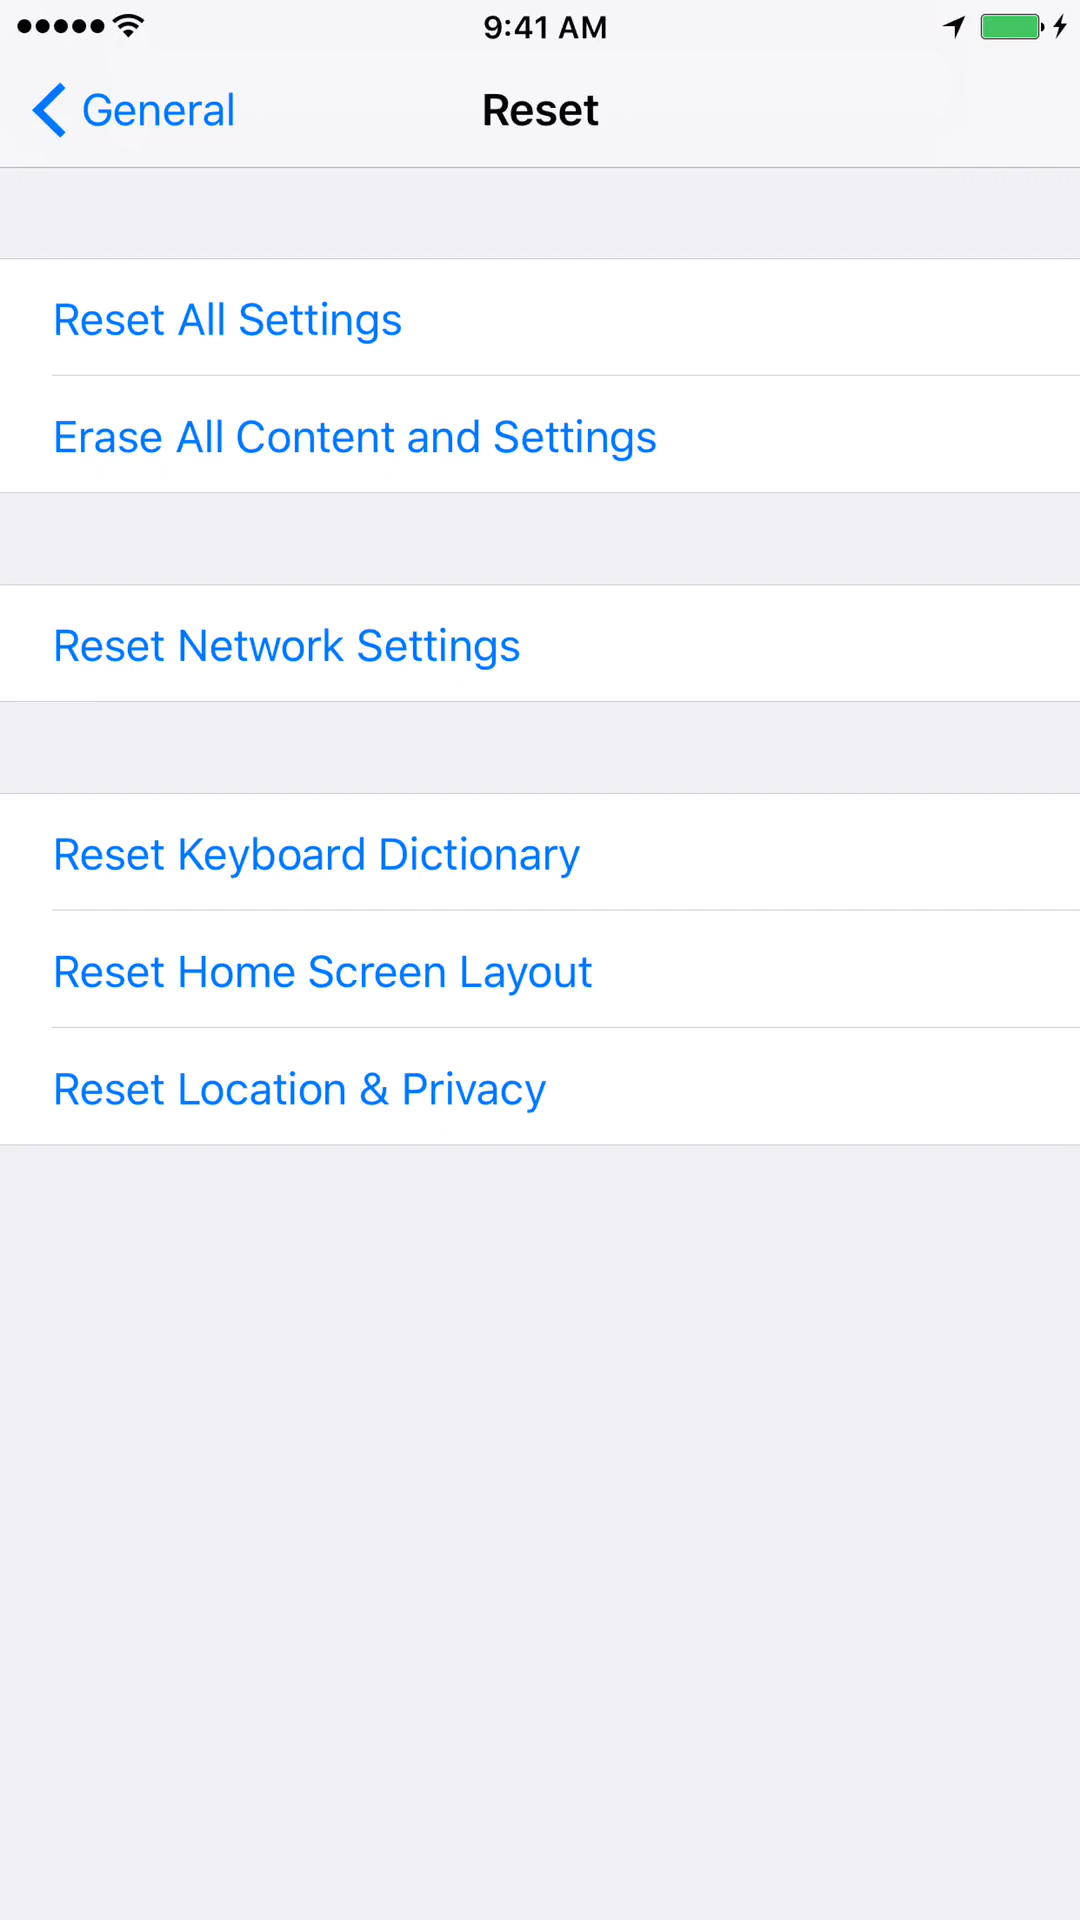 9:41 AM
General
Reset
Reset All Settings
Erase All Content and Settings
Reset Network Settings
Reset Keyboard Dictionary
Reset Home Screen Layout
Reset Location & Privacy